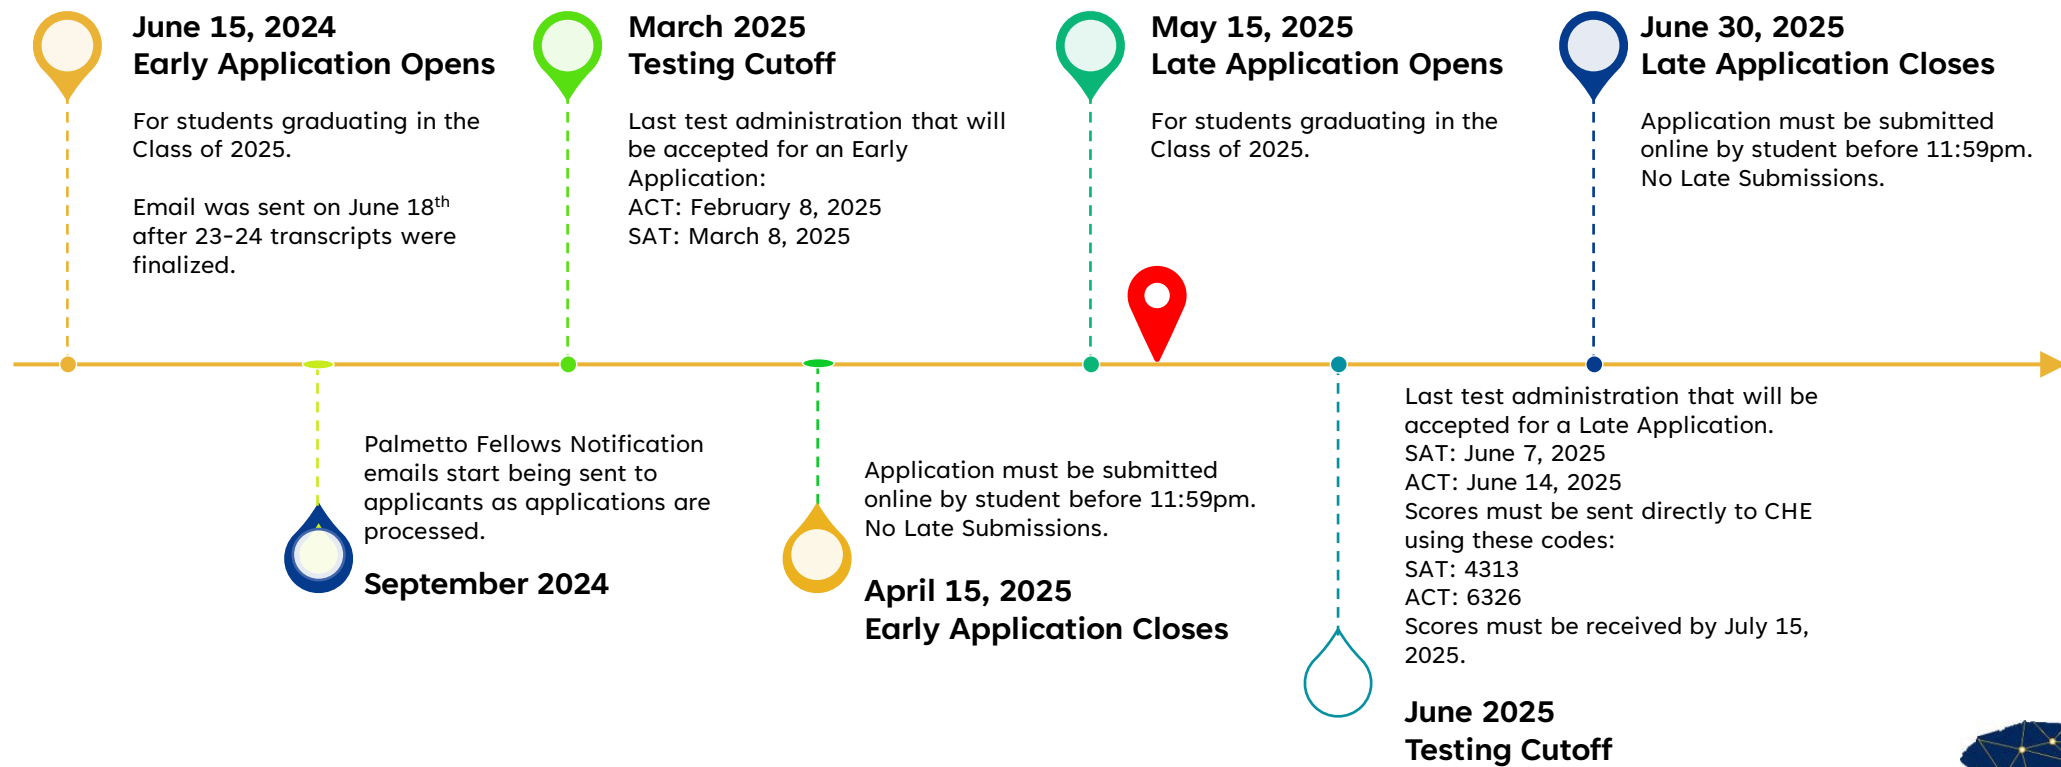 June 15, 2024
Early Application Opens
For students graduating in the
Class of 2025.
Email was sent on June 18th
after 23-24 transcripts were
finalized.
Palmetto Fellows Notification
emails start being sent to
applicants as applications are
processed.
September 2024
March 2025
Testing Cutoff
Last test administration that will
be accepted for an Early
Application:
ACT: February 8, 2025
SAT: March 8, 2025
Application must be submitted
online by student before 11:59pm.
No Late Submissions.
April 15, 2025
Early Application Closes
May 15, 2025
Late Application Opens
For students graduating in the
Class of 2025.
Last test administration that will be
accepted for a Late Application.
SAT: June 7, 2025
ACT: June 14, 2025
Scores must be sent directly to CHE
using these codes:
SAT: 4313
ACT: 6326
Scores must be received by July 15,
2025.
June 2025
Testing Cutoff
June 30, 2025
Late Application Closes
Application must be submitted
online by student before 11:59pm.
No Late Submissions.